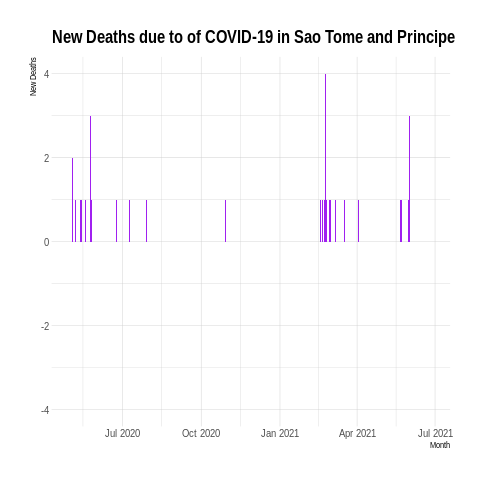 New Deaths due to of COVID-19 in Sao Tome and Principe
New Deaths
4
2
0
-2
-4
Jul 2020 Oct 2020 Jan 2021 Apr 2021 Jul 2021
Month